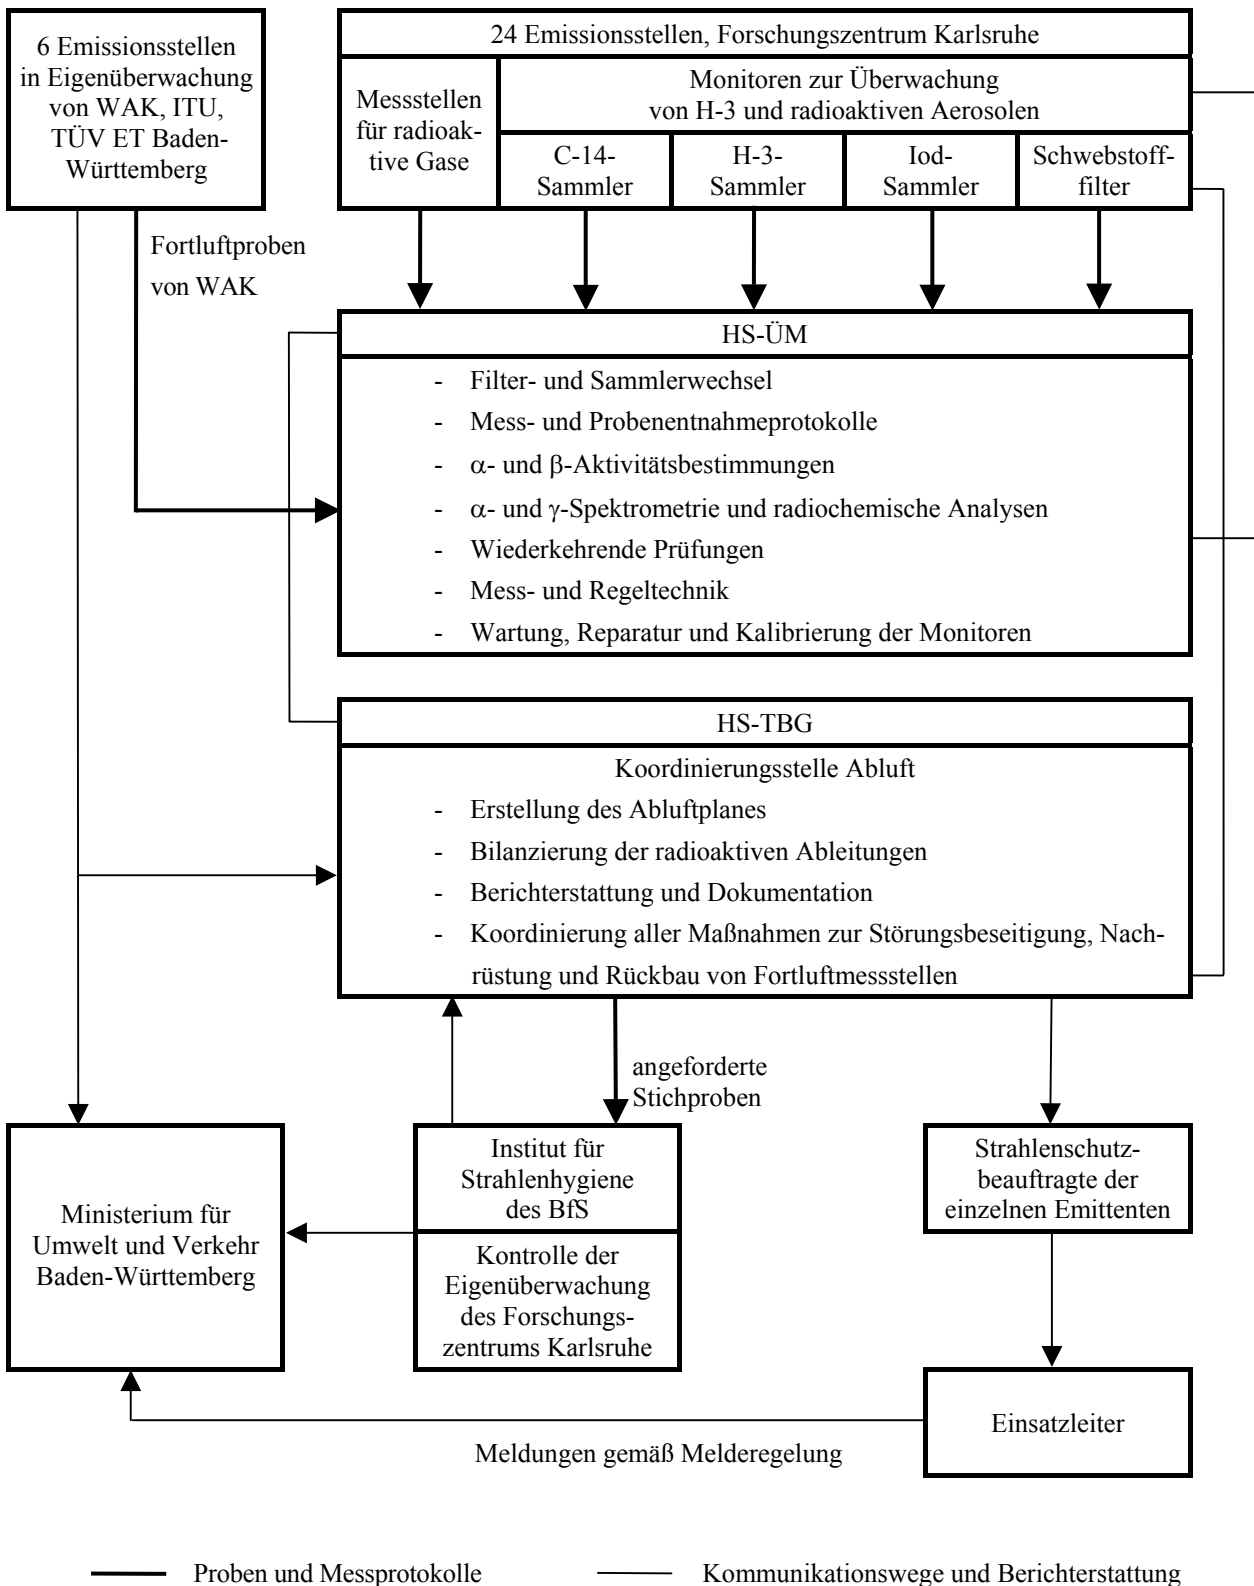 6 Emissionsstellen
in Eigenüberwachung
von WAK, ITU,
TÜV ET Baden-
Württemberg
24 Emissionsstellen, Forschungszentrum Karlsruhe
Messstellen
für radioak-
tive Gase
Monitoren zur Überwachung
von H-3 und radioaktiven Aerosolen
C-14-
Sammler
H-3-
Sammler
Iod-
Sammler
Schwebstoff-
filter
Fortluftproben
von WAK
HS-ÜM
- Filter- und Sammlerwechsel
- Mess- und Probenentnahmeprotokolle
- α- und β-Aktivitätsbestimmungen
- α- und γ-Spektrometrie und radiochemische Analysen
- Wiederkehrende Prüfungen
- Mess- und Regeltechnik
- Wartung, Reparatur und Kalibrierung der Monitoren
HS-TBG
Koordinierungsstelle Abluft
- Erstellung des Abluftplanes
- Bilanzierung der radioaktiven Ableitungen
- Berichterstattung und Dokumentation
- Koordinierung aller Maßnahmen zur Störungsbeseitigung, Nach-
rüstung und Rückbau von Fortluftmessstellen
angeforderte
Stichproben
Ministerium für
Umwelt und Verkehr
Baden-Württemberg
Institut für
Strahlenhygiene
des BfS
Kontrolle der
Eigenüberwachung
des Forschungs-
zentrums Karlsruhe
Strahlenschutz-
beauftragte der
einzelnen Emittenten
Einsatzleiter
Meldungen gemäß Melderegelung
Proben und Messprotokolle
Kommunikationswege und Berichterstattung